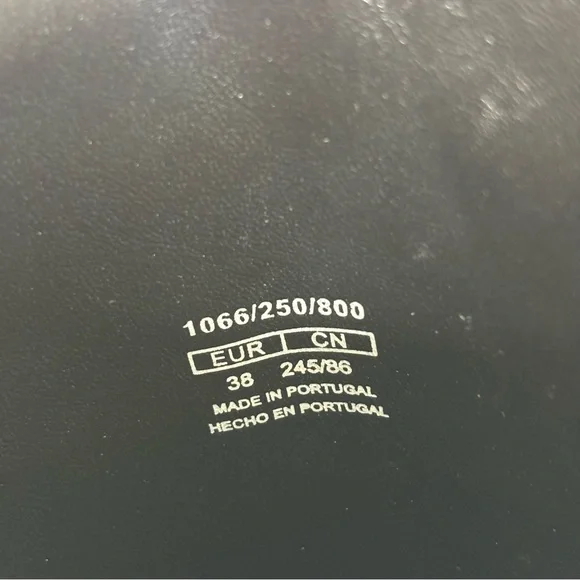 1066/250/800
EUR CN
38 245/86
MADE IN PORTUGAL
HECHO EN PORTUGAL